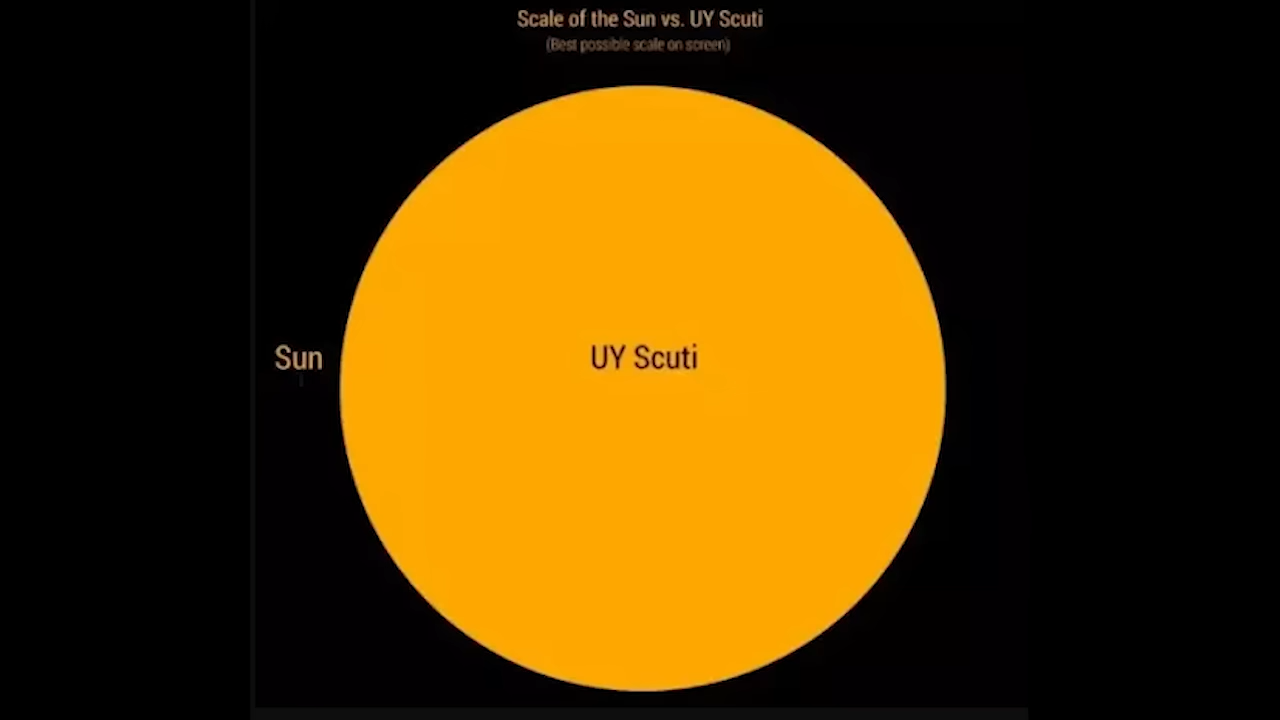 Scale of the Sun vs. UY Scuti
(Best possible scale on screen)
Sun
UY Scuti